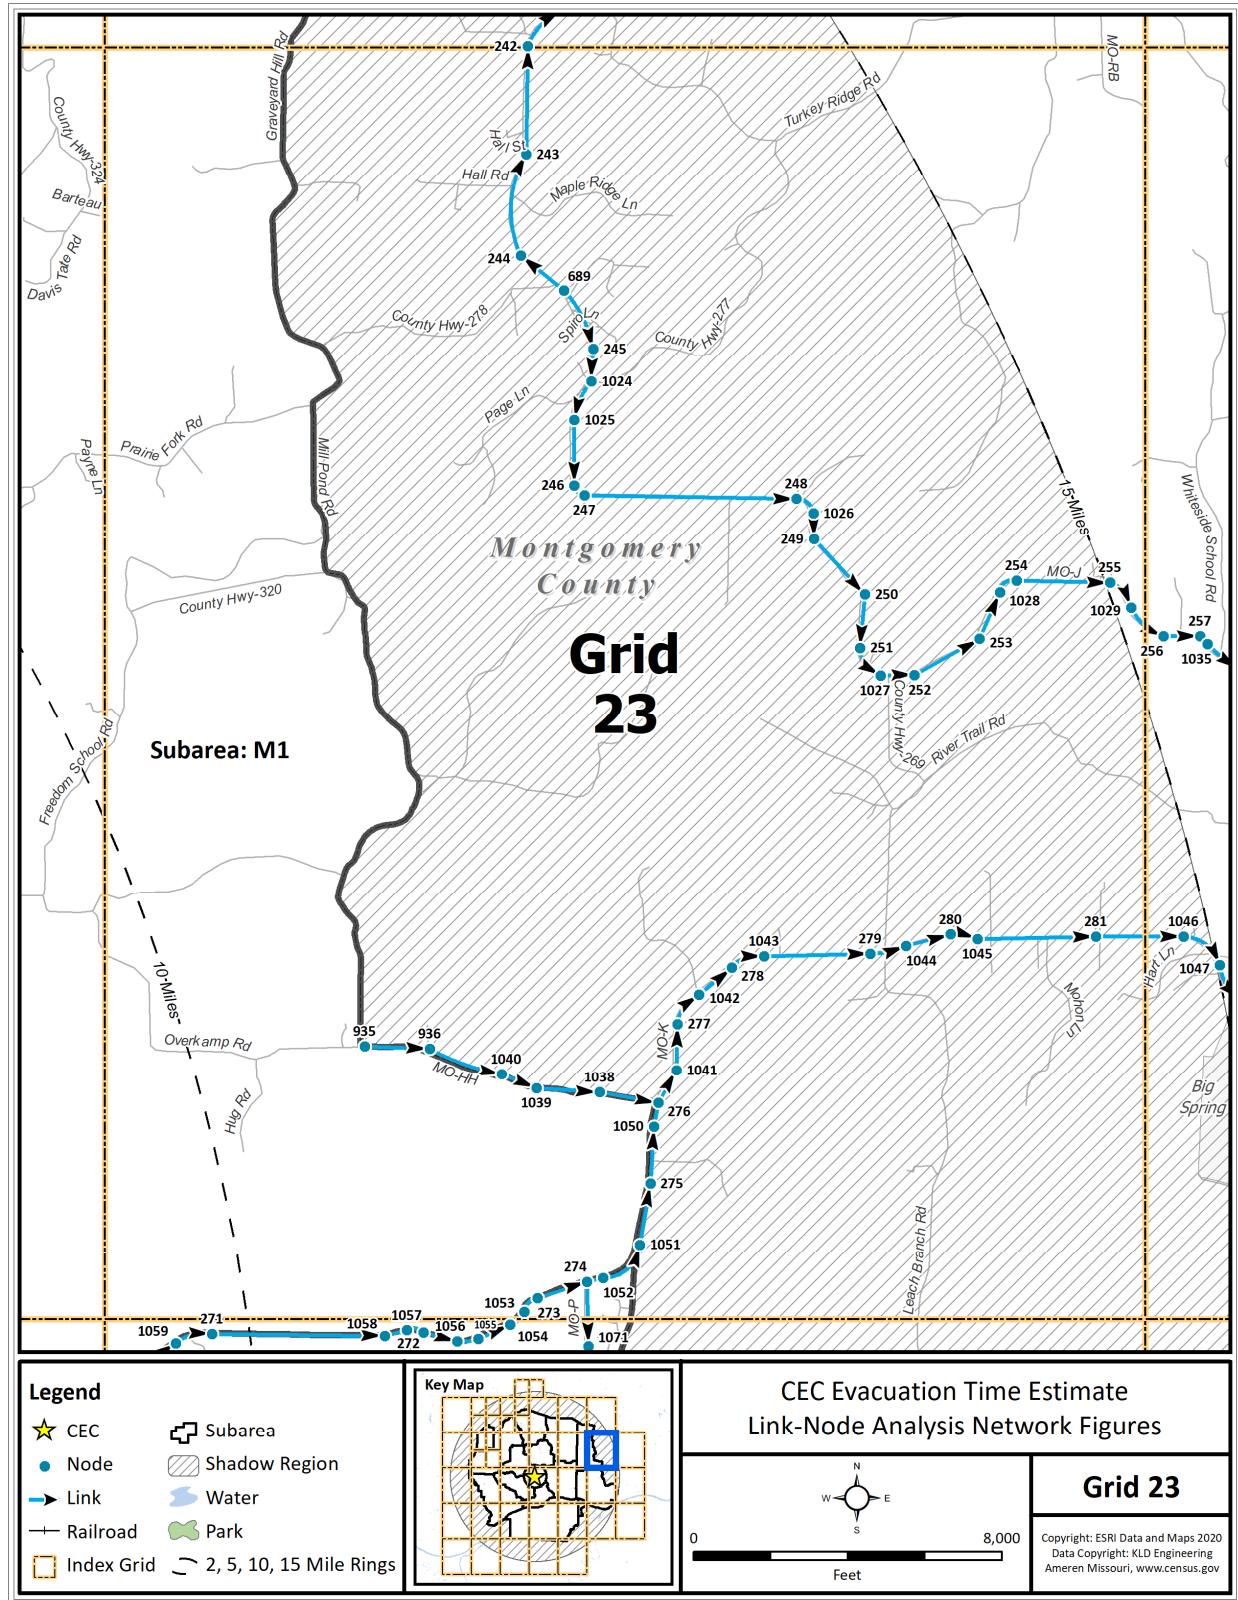 242
Graveyard Hill Rd
MO-RB
Turkey Ridge Rd
County Hwy-324
Hall St
243
Hall Rd
Maple Ridge Ln
Barteau
Tate Rd
Davis
244
689
County Hwy-278
Spiro Ln
County Hwy-277
245
1024
Page Ln
1025
Prairie Fork Rd
Payne Ln
Mill Pond Rd
246
247
248
1026
249
15-Miles
Whiteside School Rd
Montgomery
County
Grid
23
County Hwy-320
250
254
MO-J
255
1028
1029
251
253
256
257
1035
1027
252
County Hwy-269
River Trail Rd
Subarea: M1
Freedom School Rd
10-Miles
280
281
1046
1043
279
1044
1045
278
Hart Ln
1047
1042
Mohon Ln
277
MO-K
935
936
Overkamp Rd
MO-HH
1040
1041
1038
1039
276
Hug Rd
1050
Big
Spring
275
1051
Leach Branch Rd
274
1052
1053
273
MO-P
271
1059
1058
1057
272
1056
1055
1054
1071
Legend
CEC
Node
Link
Railroad
Index Grid
Subarea
Shadow Region
Water
Park
2, 5, 10, 15 Mile Rings
Key Map
CEC Evacuation Time Estimate
Link-Node Analysis Network Figures
N
W E
S
0 8,000
Feet
Grid 23
Copyright: ESRI Data and Maps 2020
Data Copyright: KLD Engineering
Ameren Missouri, www.census.gov